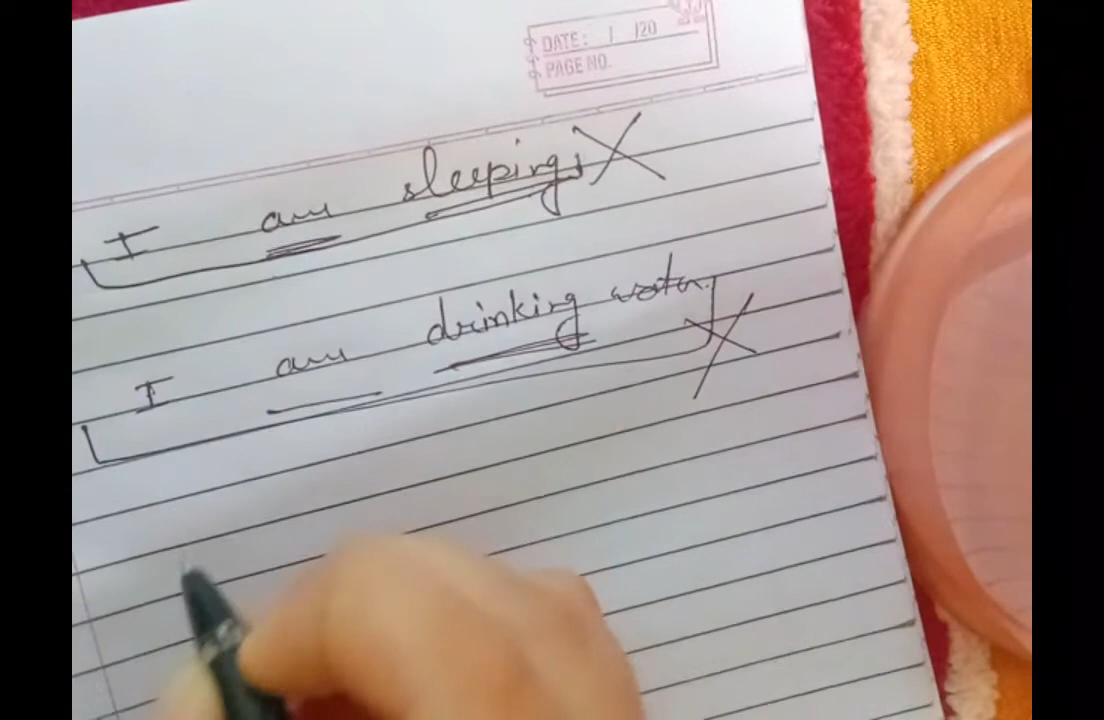 DATE: / /20
PAGE NO.
I am sleeping,
I am drinking water.